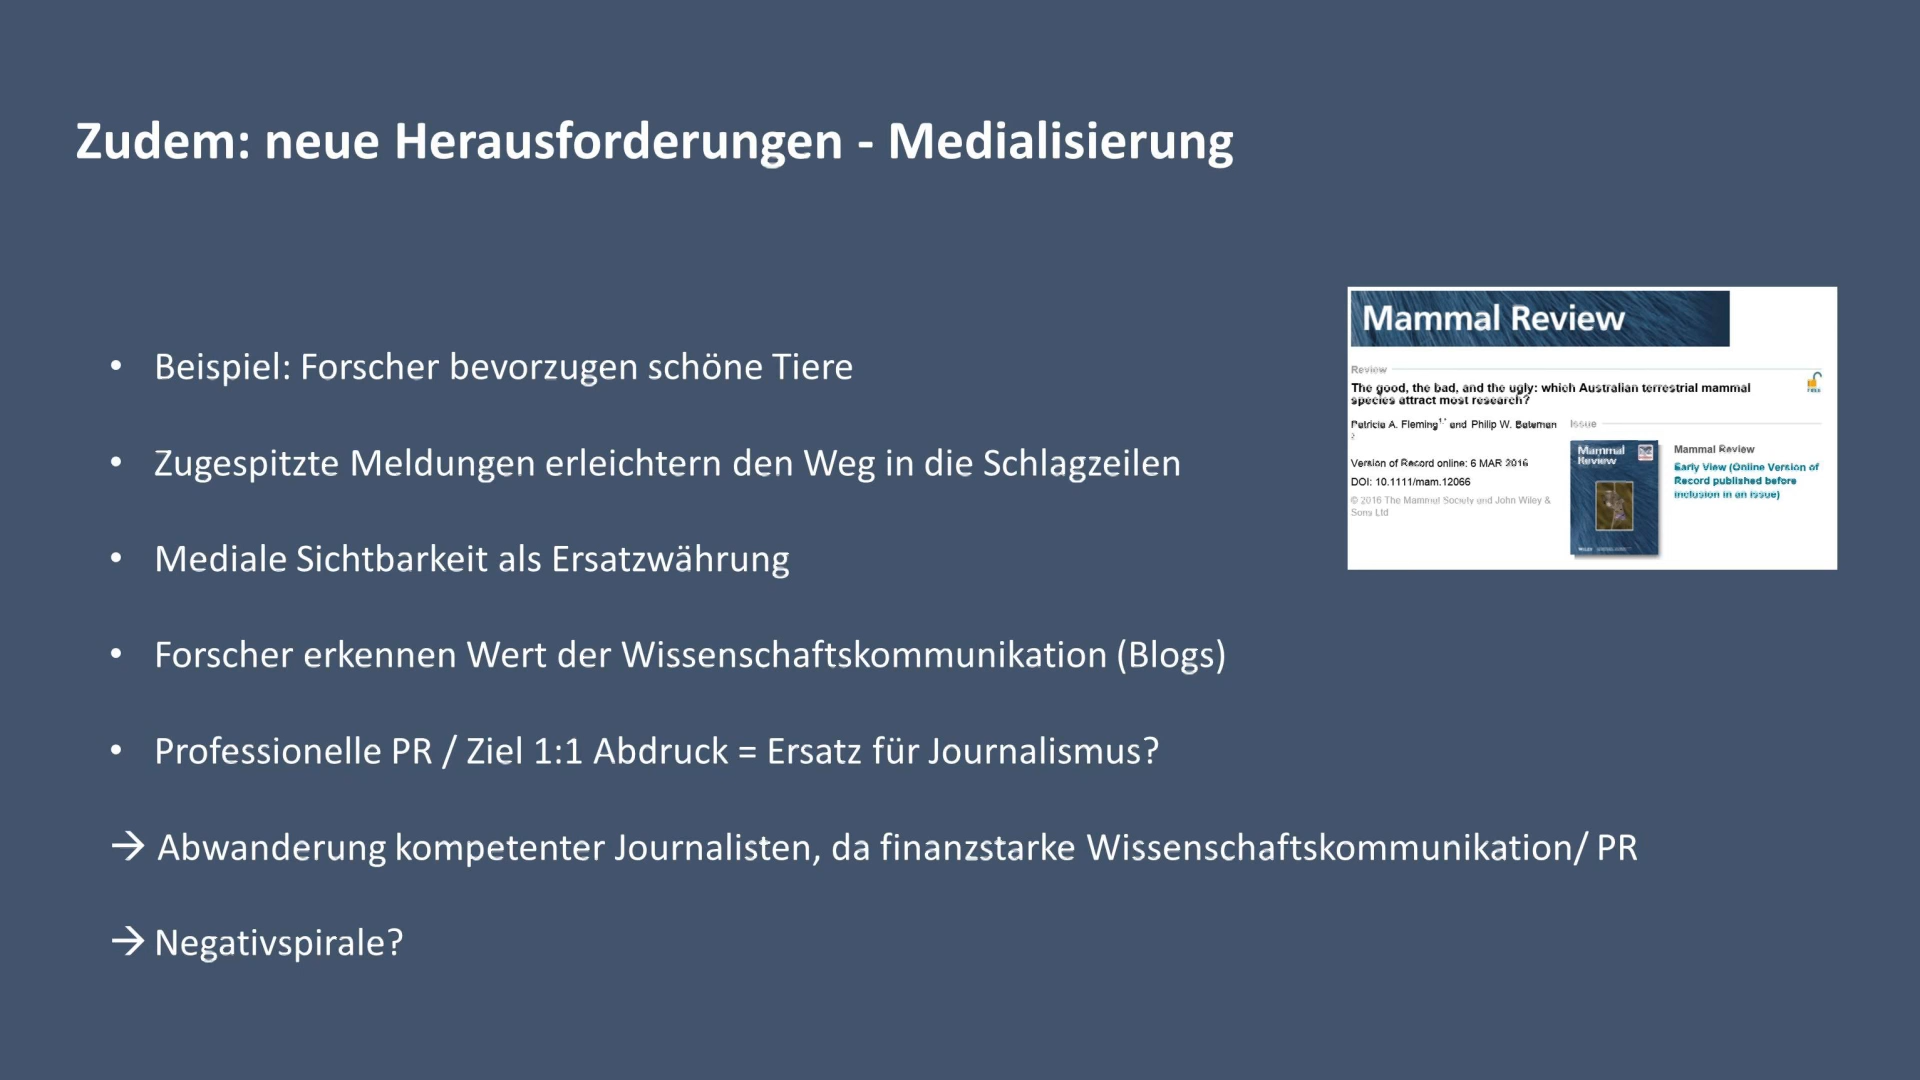 Zudem: neue Herausforderungen - Medialisierung
• Beispiel: Forscher bevorzugen schöne Tiere
• Zugespitzte Meldungen erleichtern den Weg in die Schlagzeilen
• Mediale Sichtbarkeit als Ersatzwährung
• Forscher erkennen Wert der Wissenschaftskommunikation (Blogs)
• Professionelle PR / Ziel 1:1 Abdruck = Ersatz für Journalismus?
→ Abwanderung kompetenter Journalisten, da finanzstarke Wissenschaftskommunikation/ PR
→ Negativspirale?
Mammal Review
Review
The good, the bad, and the ugly: which Australian terrestrial mammal
species attract most research?
Patricia A. Fleming1,* and Philip W. Bateman
2
Version of Record online: 6 MAR 2016
DOI: 10.1111/mam.12066
© 2016 The Mammal Society and John Wiley &
Sons Ltd
FREE
Issue
Mammal
Review
Mammal Review
Early View (Online Version of
Record published before
inclusion in an issue)